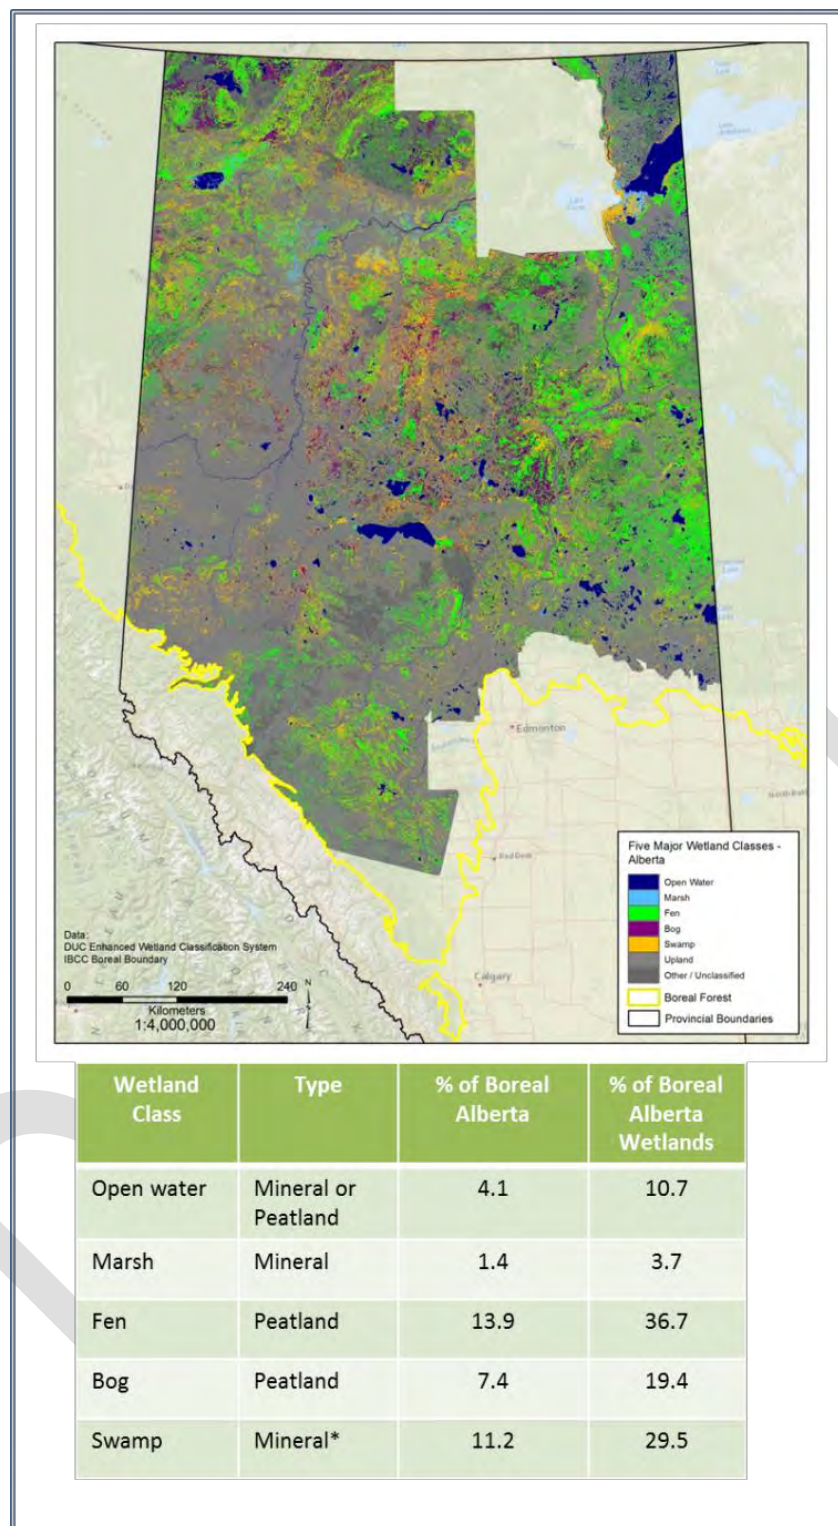 Edmonton
Red Deer
Calgary
Five Major Wetland Classes -
Alberta
Open Water
Marsh
Fen
Bog
Swamp
Upland
Other / Unclassified
Boreal Forest
Provincial Boundaries
Data:
DUC Enhanced Wetland Classification System
IBCC Boreal Boundary
0 60 120 240
N
Kilometers
1:4,000,000
Wetland Class
Type
% of Boreal Alberta
% of Boreal Alberta Wetlands
Open water Mineral or Peatland 4.1 10.7
Marsh Mineral 1.4 3.7
Fen Peatland 13.9 36.7
Bog Peatland 7.4 19.4
Swamp Mineral* 11.2 29.5